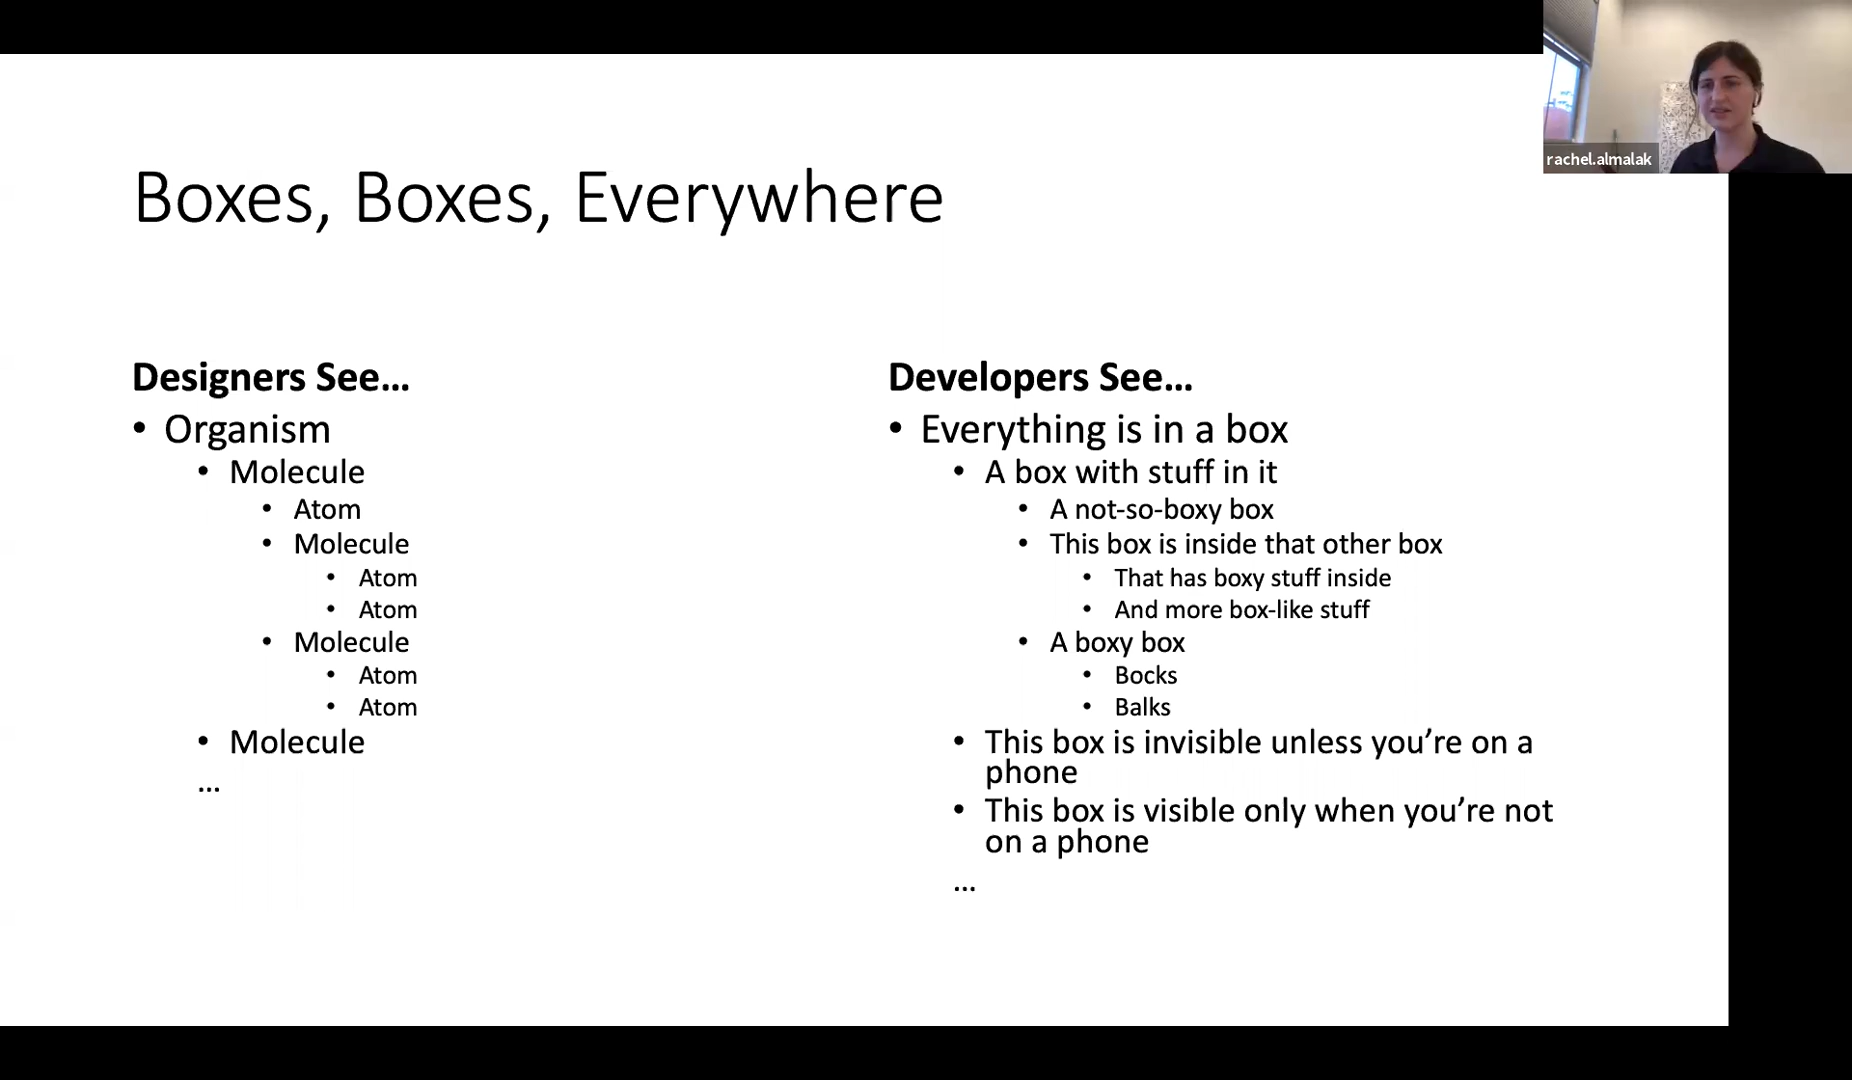 rachel.almalak
Boxes, Boxes, Everywhere
Designers See…
• Organism
• Molecule
• Atom
• Molecule
• Atom
• Atom
• Molecule
• Atom
• Atom
• Molecule
…
Developers See…
• Everything is in a box
• A box with stuff in it
• A not-so-boxy box
• This box is inside that other box
• That has boxy stuff inside
• And more box-like stuff
• A boxy box
• Bocks
• Balks
• This box is invisible unless you’re on a
phone
• This box is visible only when you’re not
on a phone
…